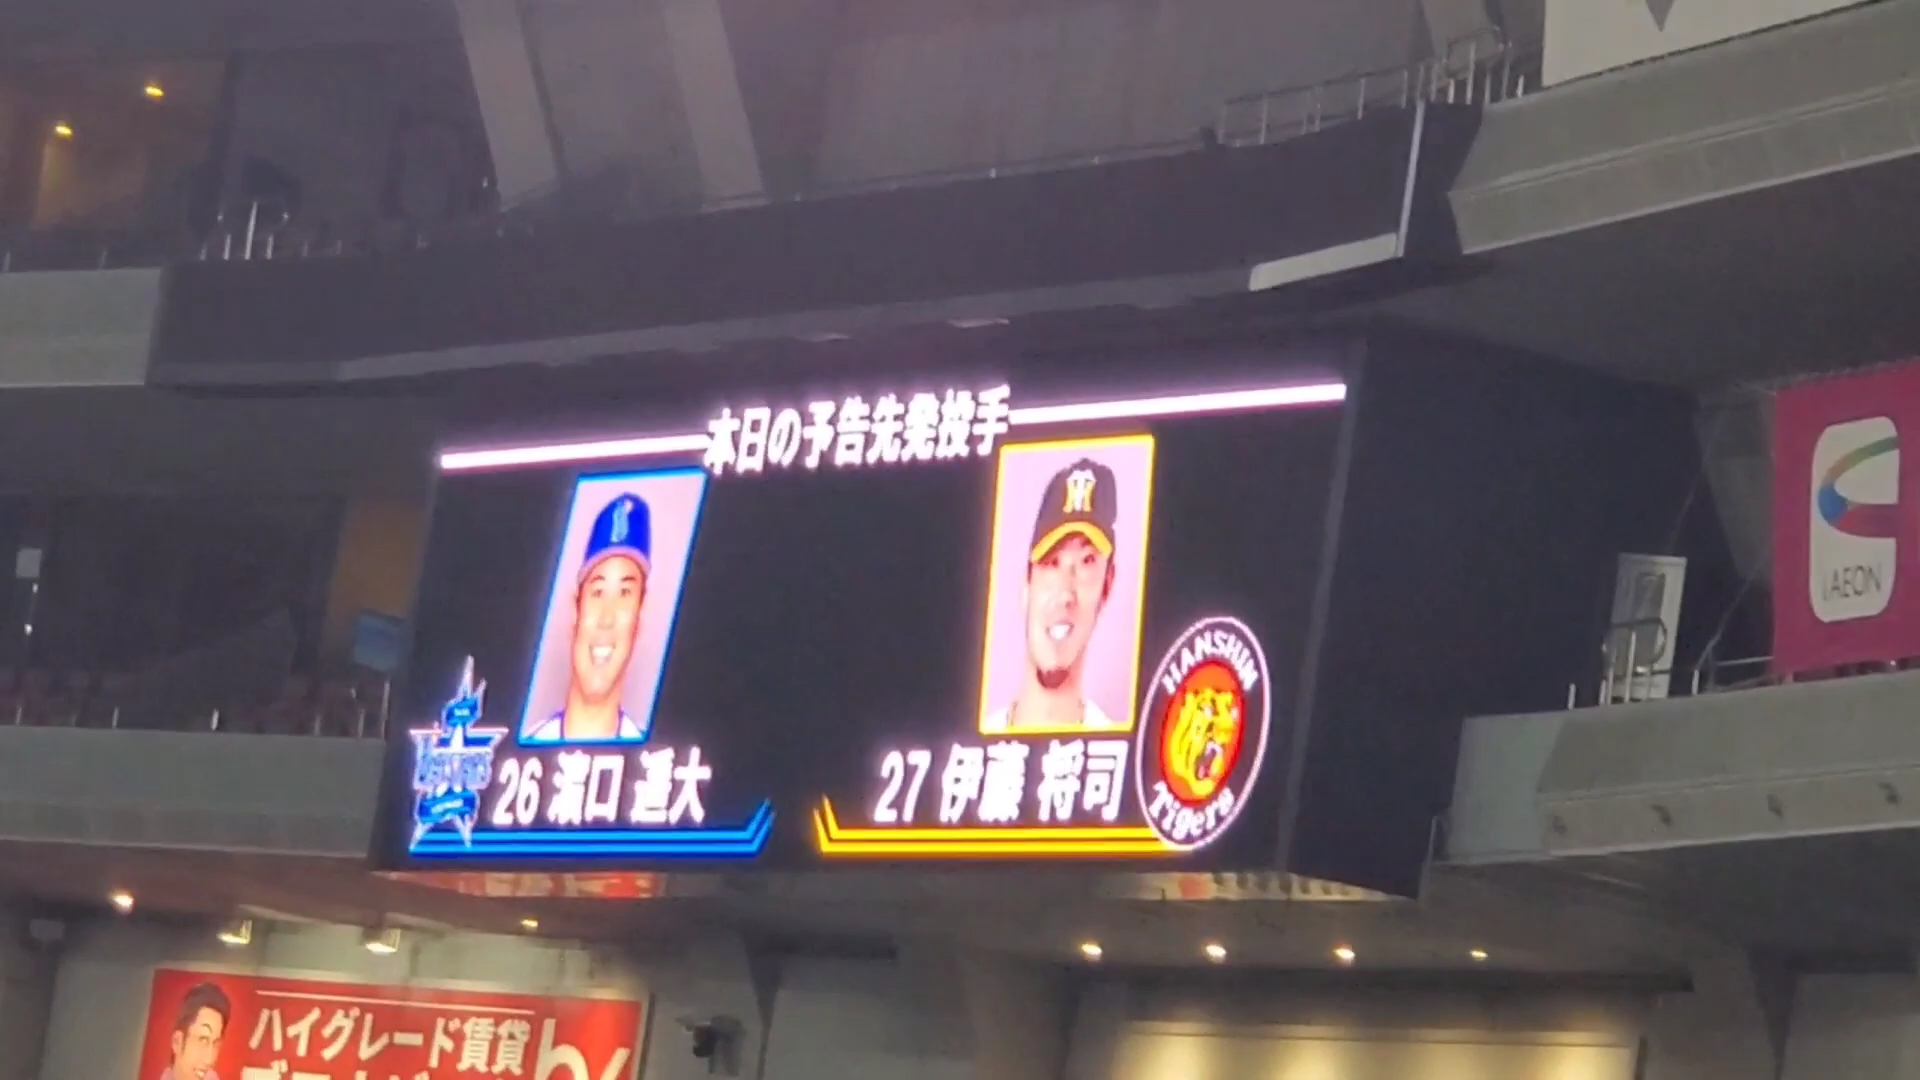 本日の予告先発投手
26 濵口 遥大
27 伊藤 将司
HANSHIN
Tigers
AEON
ハイグレード賃貸